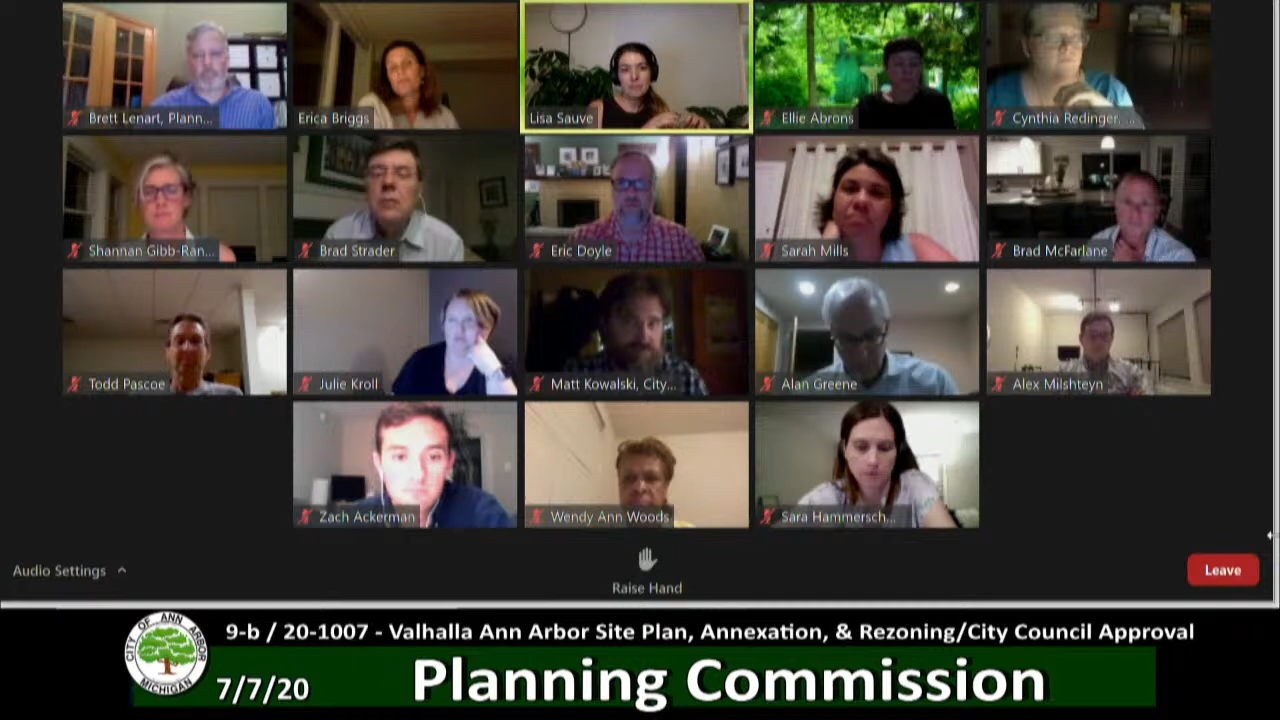 Brett Lenart, Plann...
Erica Briggs
Lisa Sauve
Ellie Abrons
Cynthia Redinger, ...
Shannan Gibb-Ran...
Brad Strader
Eric Doyle
Sarah Mills
Brad McFarlane
Todd Pascoe
Julie Kroll
Matt Kowalski, City...
Alan Greene
Alex Milshteyn
Zach Ackerman
Wendy Ann Woods
Sara Hammersch...
Audio Settings
Raise Hand
Leave
CITY OF ANN ARBOR
MICHIGAN
9-b / 20-1007 - Valhalla Ann Arbor Site Plan, Annexation, & Rezoning/City Council Approval
7/7/20
Planning Commission